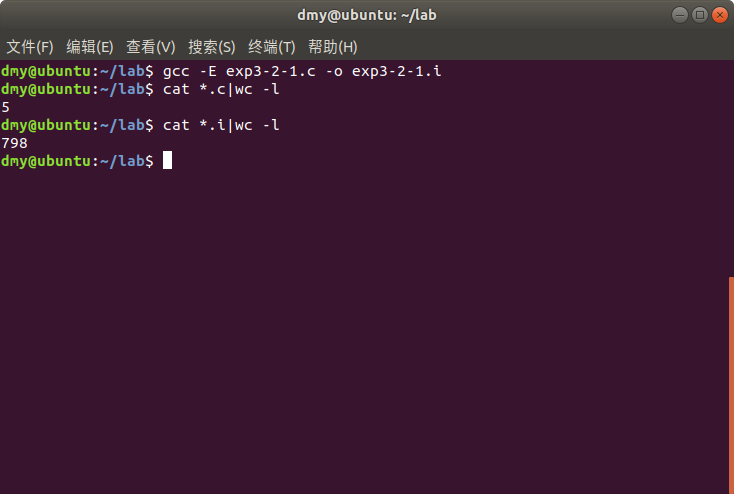 dmy@ubuntu: ~/lab
文件(F) 编辑(E) 查看(V) 搜索(S) 终端(T) 帮助(H)
dmy@ubuntu:~/lab$ gcc -E exp3-2-1.c -o exp3-2-1.i
dmy@ubuntu:~/lab$ cat *.c|wc -l
5
dmy@ubuntu:~/lab$ cat *.i|wc -l
798
dmy@ubuntu:~/lab$